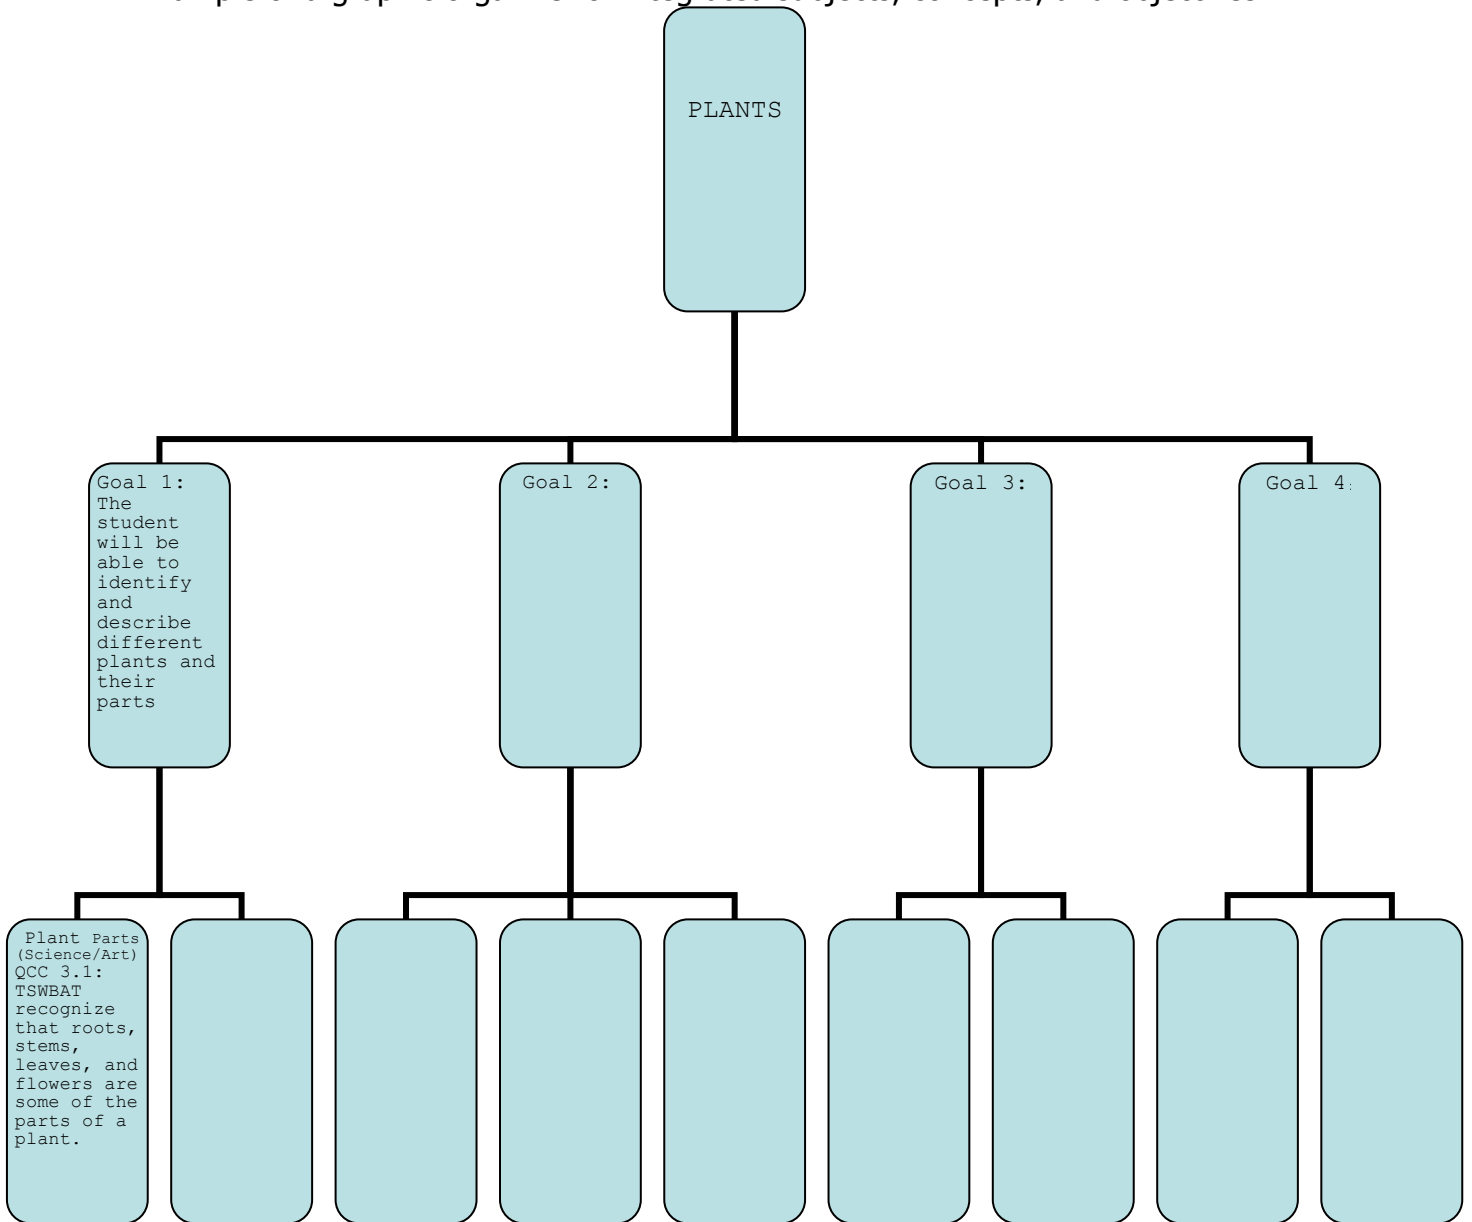 PLANTS
Goal 1:
The
student
will be
able to
identify
and
describe
different
plants and
their
parts
Goal 2:
Goal 3:
Goal 4:
Plant Parts
(Science/Art)
QCC 3.1:
TSWBAT
recognize
that roots,
stems,
leaves, and
flowers are
some of the
parts of a
plant.